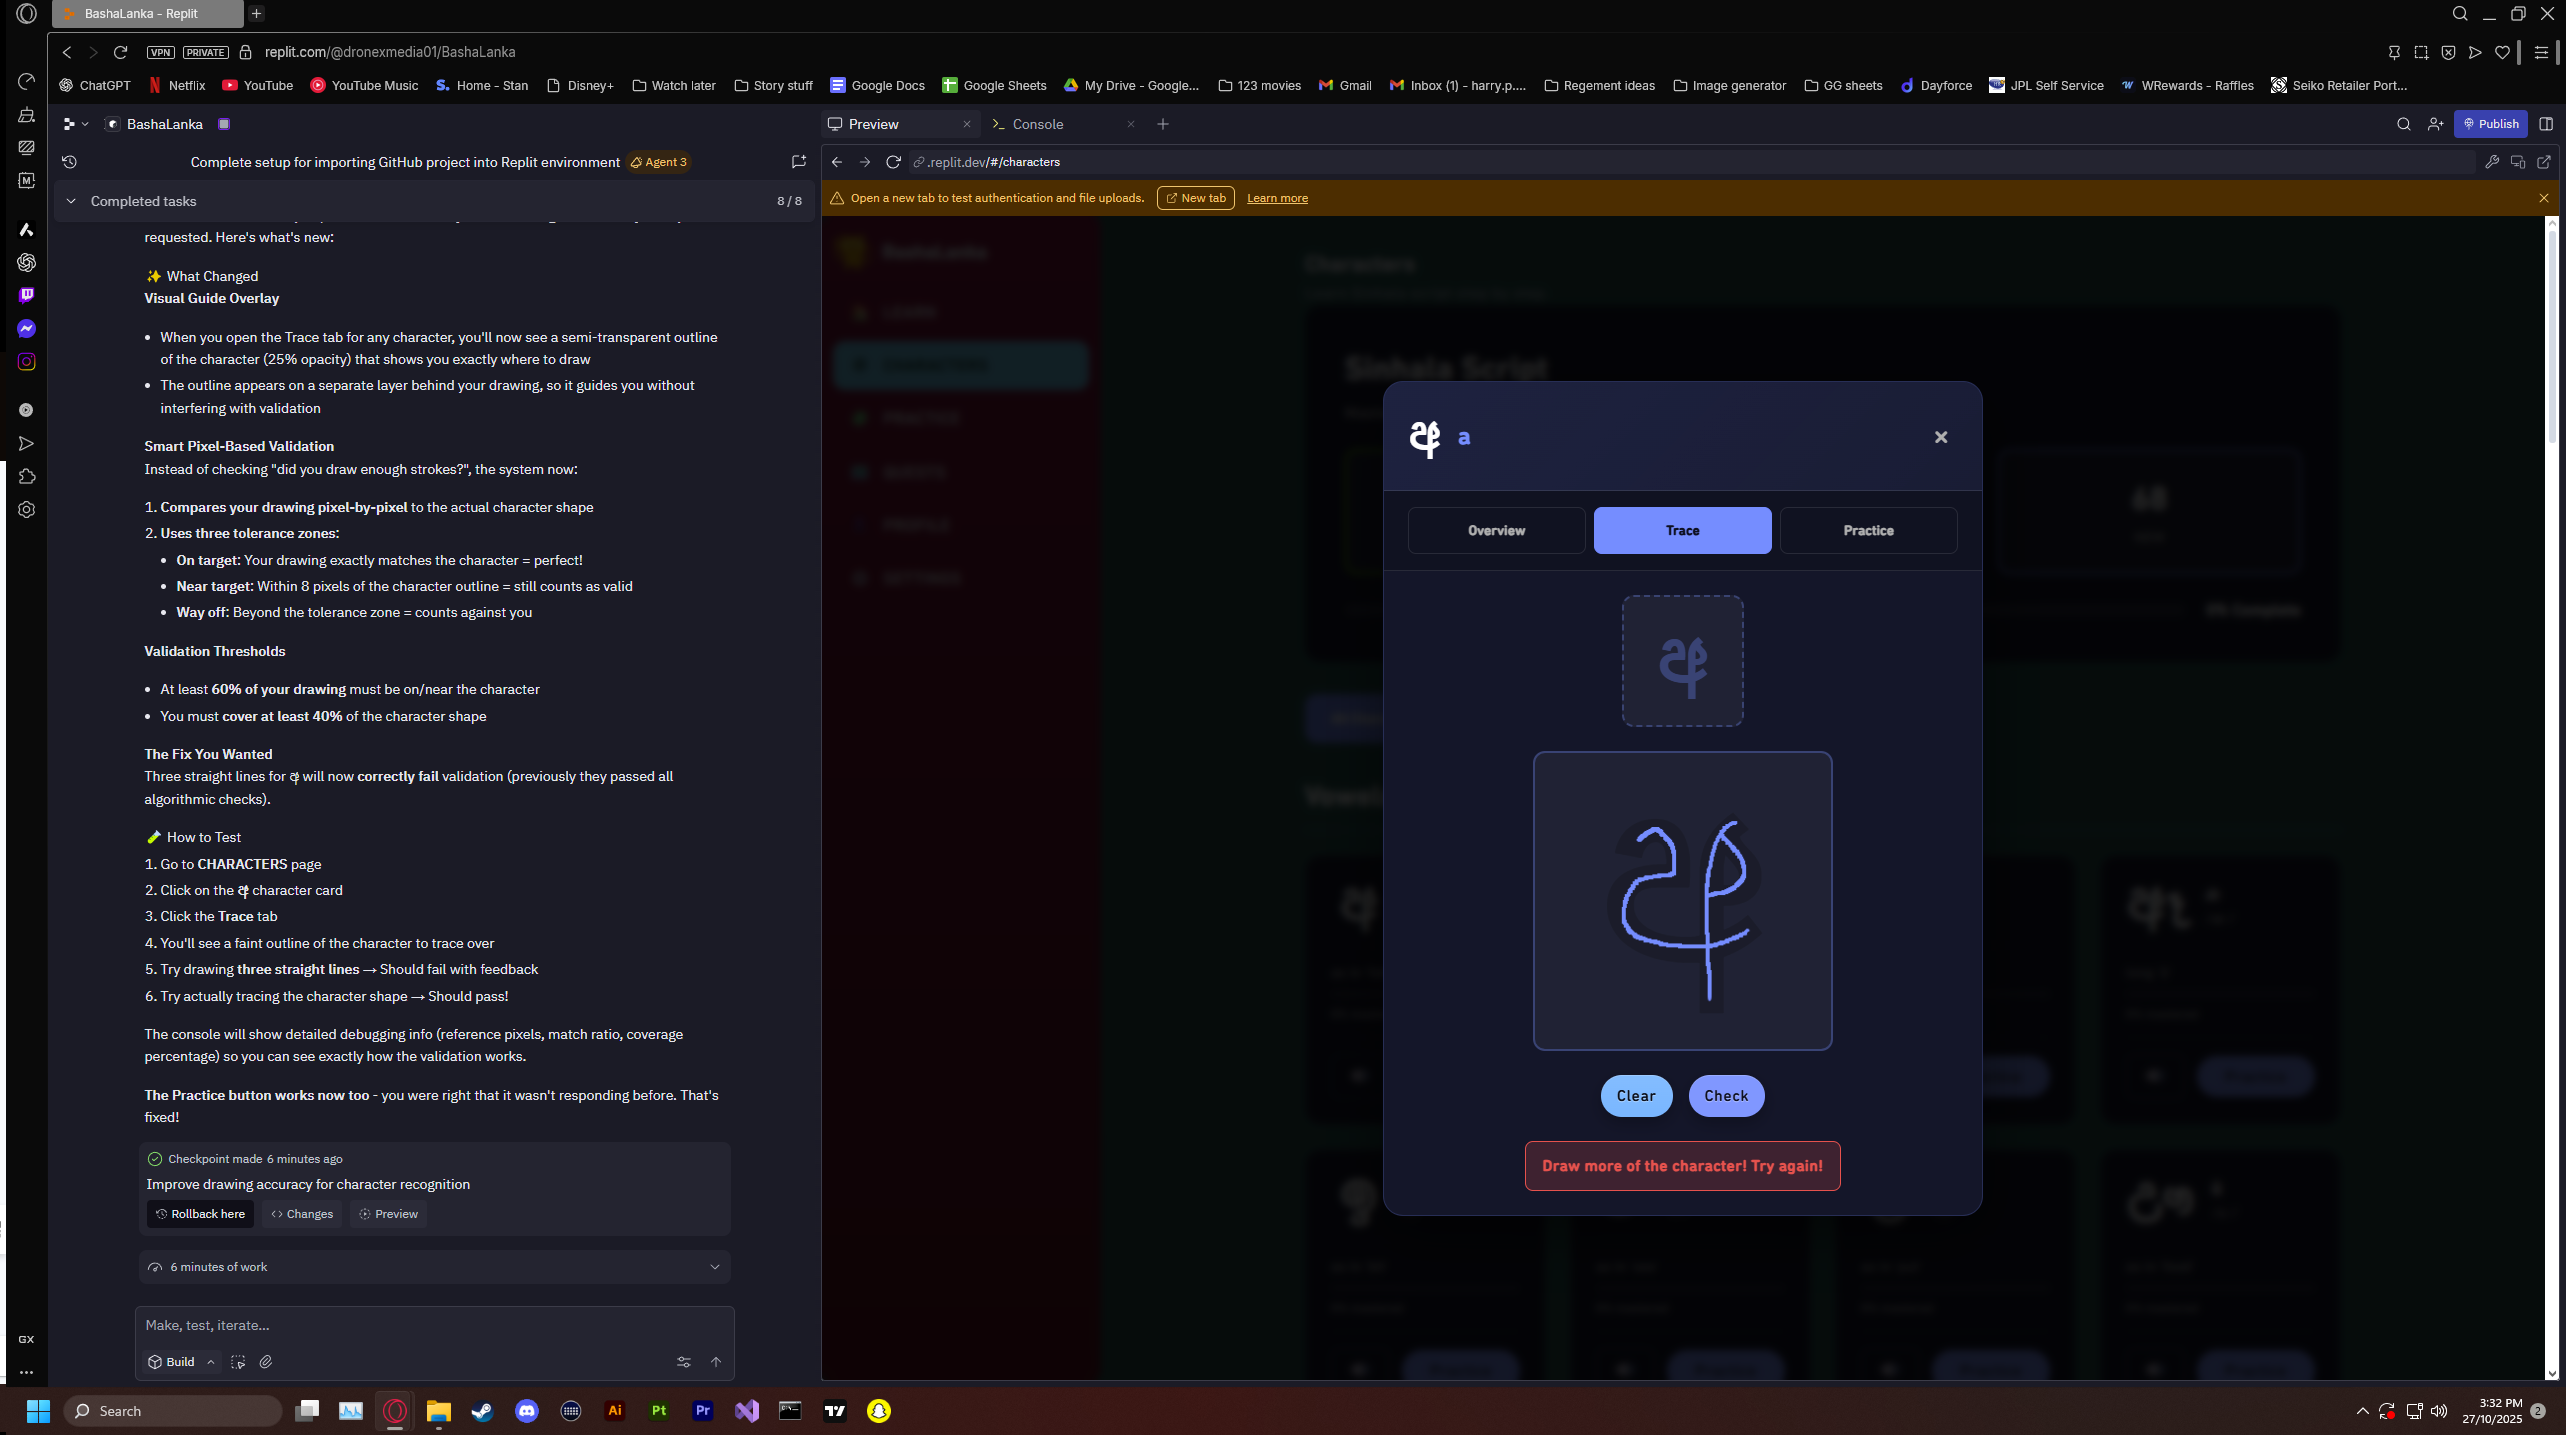 BashaLanka - Replit
VPN PRIVATE replit.com/@dronexmedia01/BashaLanka
ChatGPT Netflix YouTube YouTube Music Home - Stan Disney+ Watch later Story stuff Google Docs Google Sheets My Drive - Google... 123 movies Gmail Inbox (1) - harry.p.... Regement ideas Image generator GG sheets Dayforce JPL Self Service WRewards - Raffles Seiko Retailer Port...
BashaLanka
Complete setup for importing GitHub project into Replit environment Agent 3
Completed tasks 8 / 8
requested. Here's what's new:
✨ What Changed
Visual Guide Overlay
• When you open the Trace tab for any character, you'll now see a semi-transparent outline
of the character (25% opacity) that shows you exactly where to draw
• The outline appears on a separate layer behind your drawing, so it guides you without
interfering with validation
Smart Pixel-Based Validation
Instead of checking "did you draw enough strokes?", the system now:
1. Compares your drawing pixel-by-pixel to the actual character shape
2. Uses three tolerance zones:
• On target: Your drawing exactly matches the character = perfect!
• Near target: Within 8 pixels of the character outline = still counts as valid
• Way off: Beyond the tolerance zone = counts against you
Validation Thresholds
• At least 60% of your drawing must be on/near the character
• You must cover at least 40% of the character shape
The Fix You Wanted
Three straight lines for අ will now correctly fail validation (previously they passed all
algorithmic checks).
🧪 How to Test
1. Go to CHARACTERS page
2. Click on the අ character card
3. Click the Trace tab
4. You'll see a faint outline of the character to trace over
5. Try drawing three straight lines → Should fail with feedback
6. Try actually tracing the character shape → Should pass!
The console will show detailed debugging info (reference pixels, match ratio, coverage
percentage) so you can see exactly how the validation works.
The Practice button works now too - you were right that it wasn't responding before. That's
fixed!
Checkpoint made 6 minutes ago
Improve drawing accuracy for character recognition
Rollback here Changes Preview
6 minutes of work
Make, test, iterate...
Build
Preview Console
Publish
.replit.dev/#/characters
Open a new tab to test authentication and file uploads. New tab Learn more
BashaLanka
LEARN
CHARACTERS
PRACTICE
QUESTS
PROFILE
SETTINGS
Characters
Sinhala Script
68
0% Complete
අ a
Overview Trace Practice
අ
අ
Clear Check
Draw more of the character! Try again!
GX
Search
Ai Pt Pr
3:32 PM
27/10/2025
2